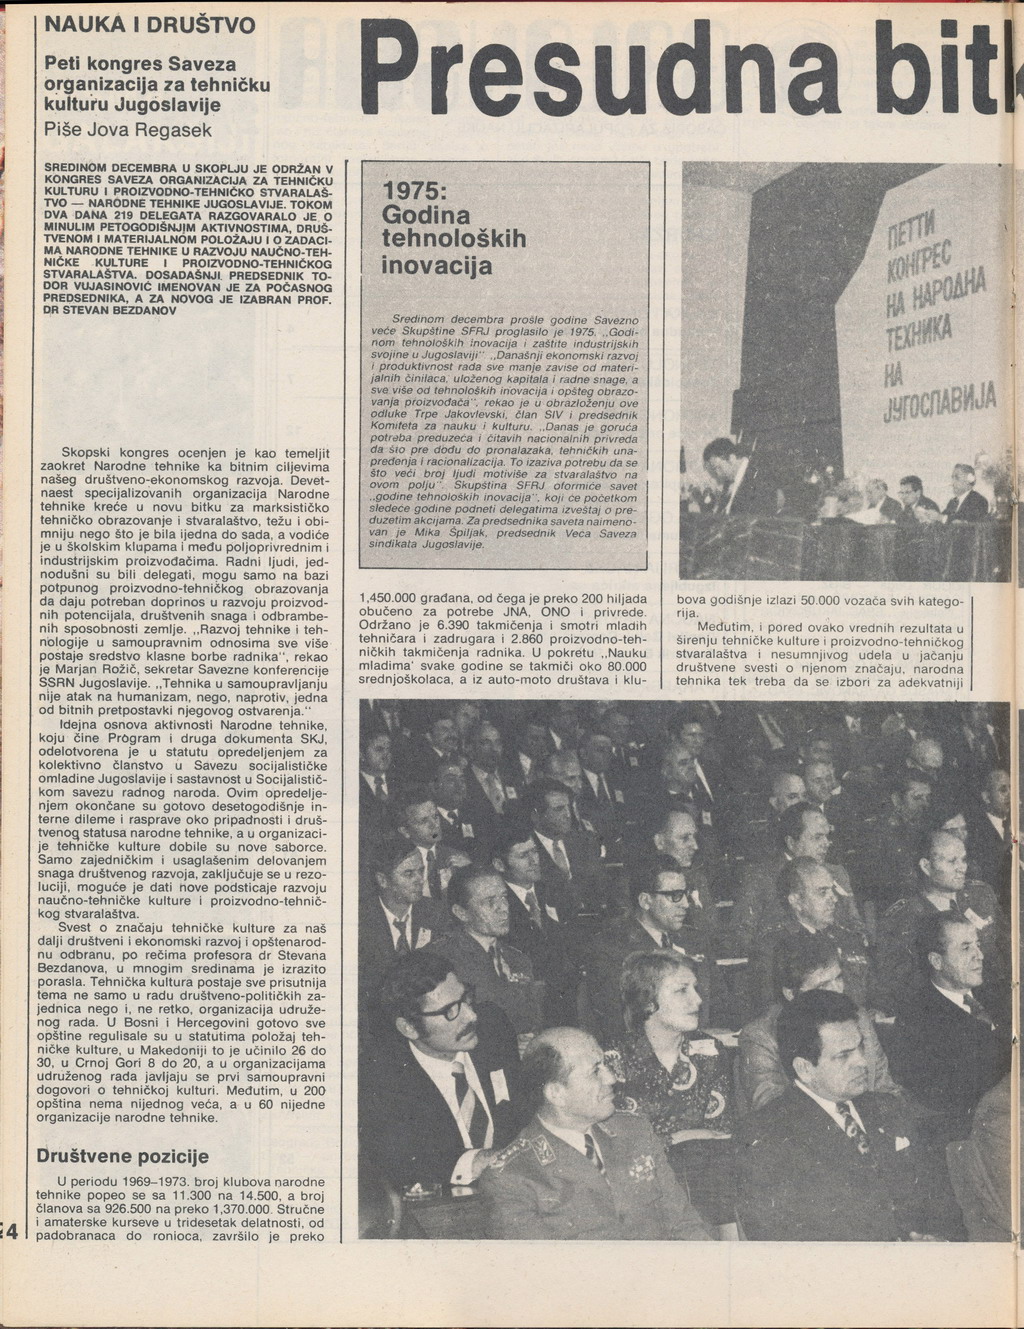 NAUKA I DRUŠTVO
Peti kongres Saveza
organizacija za tehničku
kulturu Jugoslavije
Piše Jova Regasek
Presudna bit
SREDINOM DECEMBRA U SKOPLJU JE ODRŽAN V
KONGRES SAVEZA ORGANIZACIJA ZA TEHNIČKU
KULTURU I PROIZVODNO-TEHNIČKO STVARALAŠ-
TVO — NARODNE TEHNIKE JUGOSLAVIJE. TOKOM
DVA DANA 219 DELEGATA RAZGOVARALO JE O
MINULIM PETOGODIŠNJIM AKTIVNOSTIMA, DRUŠ-
TVENOM I MATERIJALNOM POLOŽAJU I O ZADACI-
MA NARODNE TEHNIKE U RAZVOJU NAUČNO-TEH-
NIČKE KULTURE I PROIZVODNO-TEHNIČKOG
STVARALAŠTVA. DOSADAŠNJI PREDSEDNIK TO-
DOR VUJASINOVIĆ IMENOVAN JE ZA POČASNOG
PREDSEDNIKA, A ZA NOVOG JE IZABRAN PROF.
DR STEVAN BEZDANOV
Skopski kongres ocenjen je kao temeljit
zaokret Narodne tehnike ka bitnim ciljevima
našeg društveno-ekonomskog razvoja. Devet-
naest specijalizovanih organizacija Narodne
tehnike kreće u novu bitku za marksističko
tehničko obrazovanje i stvaralaštvo, težu i obi-
mniju nego što je bila ijedna do sada, a vodiće
je u školskim klupama i među poljoprivrednim i
industrijskim proizvođačima. Radni ljudi, jed-
nodušni su bili delegati, mogu samo na bazi
potpunog proizvodno-tehničkog obrazovanja
da daju potreban doprinos u razvoju proizvod-
nih potencijala, društvenih snaga i odbrambe-
nih sposobnosti zemlje. „Razvoj tehnike i teh-
nologije u samoupravnim odnosima sve više
postaje sredstvo klasne borbe radnika", rekao
je Marjan Rožič, sekretar Savezne konferencije
SSRN Jugoslavije. „Tehnika u samoupravljanju
nije atak na humanizam, nego, naprotiv, jedna
od bitnih pretpostavki njegovog ostvarenja."
Idejna osnova aktivnosti Narodne tehnike,
koju čine Program i druga dokumenta SKJ,
odelotvorena je u statutu opredeljenjem za
kolektivno članstvo u Savezu socijalističke
omladine Jugoslavije i sastavnost u Socijalistič-
kom savezu radnog naroda. Ovim opredelje-
njem okončane su gotovo desetogodišnje in-
terne dileme i rasprave oko pripadnosti i druš-
tvenog statusa narodne tehnike, a u organizaci-
je tehničke kulture dobile su nove saborce.
Samo zajedničkim i usaglašenim delovanjem
snaga društvenog razvoja, zaključuje se u rezo-
luciji, moguće je dati nove podsticaje razvoju
naučno-tehničke kulture i proizvodno-tehnič-
kog stvaralaštva.
Svest o značaju tehničke kulture za naš
dalji društveni i ekonomski razvoj i opštenarod-
nu odbranu, po rečima profesora dr Stevana
Bezdanova, u mnogim sredinama je izrazito
porasla. Tehnička kultura postaje sve prisutnija
tema ne samo u radu društveno-političkih za-
jednica nego i, ne retko, organizacija udruže-
nog rada. U Bosni i Hercegovini gotovo sve
opštine regulisale su u statutima položaj teh-
ničke kulture, u Makedoniji to je učinilo 26 do
30, u Crnoj Gori 8 do 20, a u organizacijama
udruženog rada javljaju se prvi samoupravni
dogovori o tehničkoj kulturi. Međutim, u 200
opština nema nijednog veća, a u 60 nijedne
organizacije narodne tehnike.
Društvene pozicije
U periodu 1969–1973. broj klubova narodne
tehnike popeo se sa 11.300 na 14.500, a broj
članova sa 926.500 na preko 1,370.000. Stručne
i amaterske kurseve u tridesetak delatnosti, od
padobranaca do ronioca, završilo je preko
1975:
Godina
tehnoloških
inovacija
Sredinom decembra prošle godine Savezno
veće Skupštine SFRJ proglasilo je 1975. „Godi-
nom tehnoloških inovacija i zaštite industrijskih
svojine u Jugoslaviji" „Današnji ekonomski razvoj
i produktivnost rada sve manje zavise od materi-
jalnih činilaca, uloženog kapitala i radne snage, a
sve više od tehnoloških inovacija i opšteg obrazo-
vanja proizvođača", rekao je u obrazloženju ove
odluke Trpe Jakovlevski, član SIV i predsednik
Komiteta za nauku i kulturu. „Danas je goruća
potreba preduzeća i čitavih nacionalnih privreda
da što pre dođu do pronalazaka, tehničkih una-
pređenja i racionalizacija. To izaziva potrebu da se
što veći broj ljudi motiviše za stvaralaštvo na
ovom polju". Skupština SFRJ oformiće savet
„godine tehnoloških inovacija", koji će početkom
sledeće godine podneti delegatima izveštaj o pre-
duzetim akcijama. Za predsednika saveta naimeno-
van je Mika Špiljak, predsednik Veća Saveza
sindikata Jugoslavije.
1,450.000 građana, od čega je preko 200 hiljada
obučeno za potrebe JNA, ONO i privrede.
Održano je 6.390 takmičenja i smotri mladih
tehničara i zadrugara i 2.860 proizvodno-teh-
ničkih takmičenja radnika. U pokretu „Nauku
mladima' svake godine se takmiči oko 80.000
srednjoškolaca, a iz auto-moto društava i klu-
ПЕТТИ
КОНГРЕС
НА НАРОДНА
ТЕХНИКА
НА
ЈУГОСЛАВИЈА
bova godišnje izlazi 50.000 vozača svih katego-
rija.
Međutim, i pored ovako vrednih rezultata u
širenju tehničke kulture i proizvodno-tehničkog
stvaralaštva i nesumnjivog udela u jačanju
društvene svesti o njenom značaju, narodna
tehnika tek treba da se izbori za adekvatniji
24